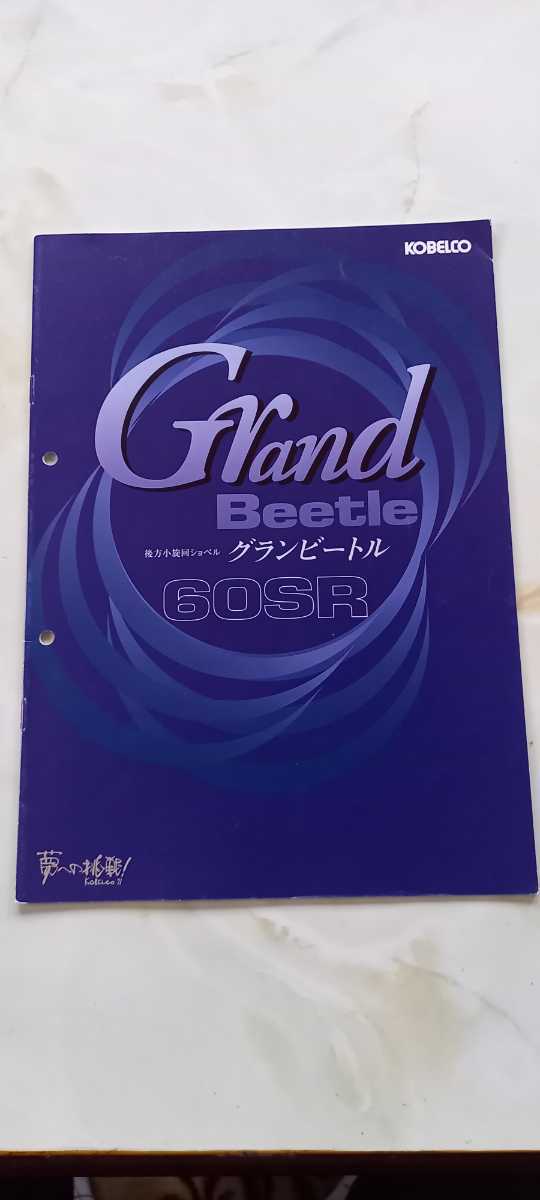 KOBELCO
Grand
Beetle
後方小旋回ショベル グランビートル
60SR
夢への挑戦!